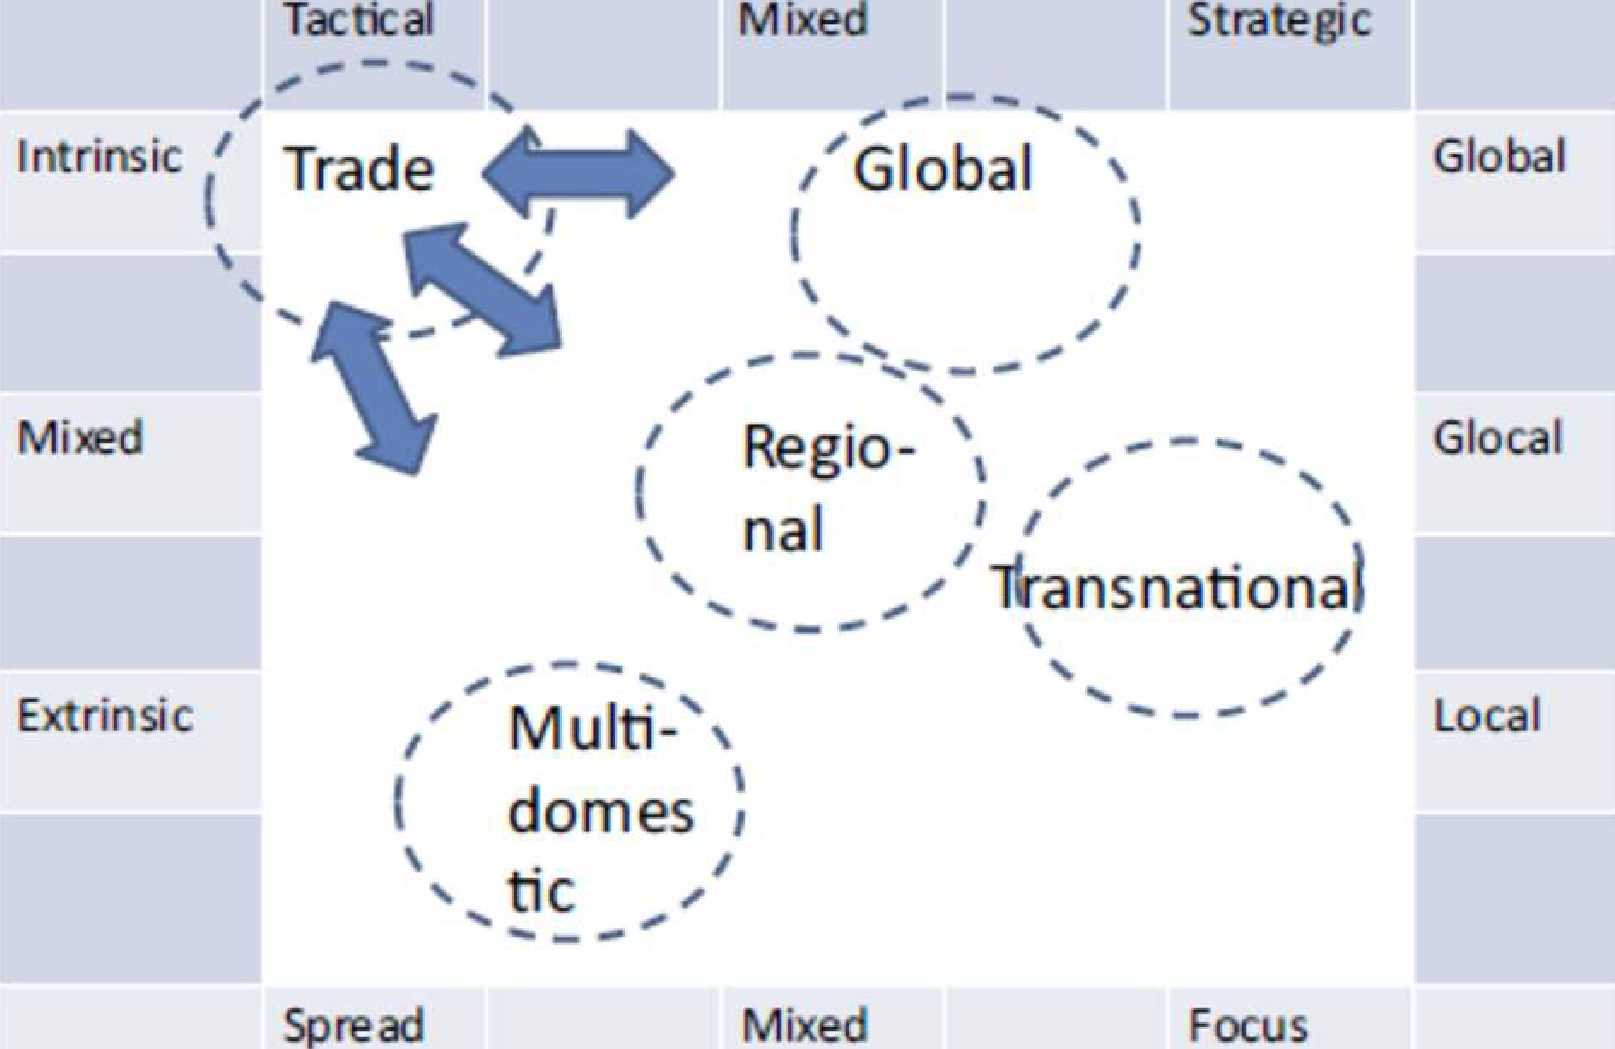 Tactical Mixed Strategic
Intrinsic Trade Global Global
Mixed Regio- Glocal
nal
Transnational
Extrinsic Multi- Local
domes
tic
Spread Mixed Focus